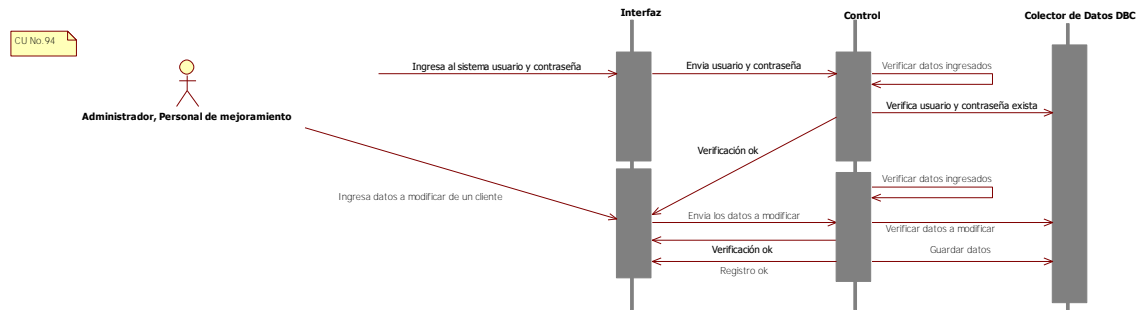 Interfaz
Control
Colector de Datos DBC
CU No.94
Ingresa al sistema usuario y contraseña
Envia usuario y contraseña
Verificar datos ingresados
Administrador, Personal de mejoramiento
Verifica usuario y contraseña exista
Verificación ok
Verificar datos ingresados
Ingresa datos a modificar de un cliente
Envia los datos a modificar
Verificar datos a modificar
Verificación ok
Guardar datos
Registro ok